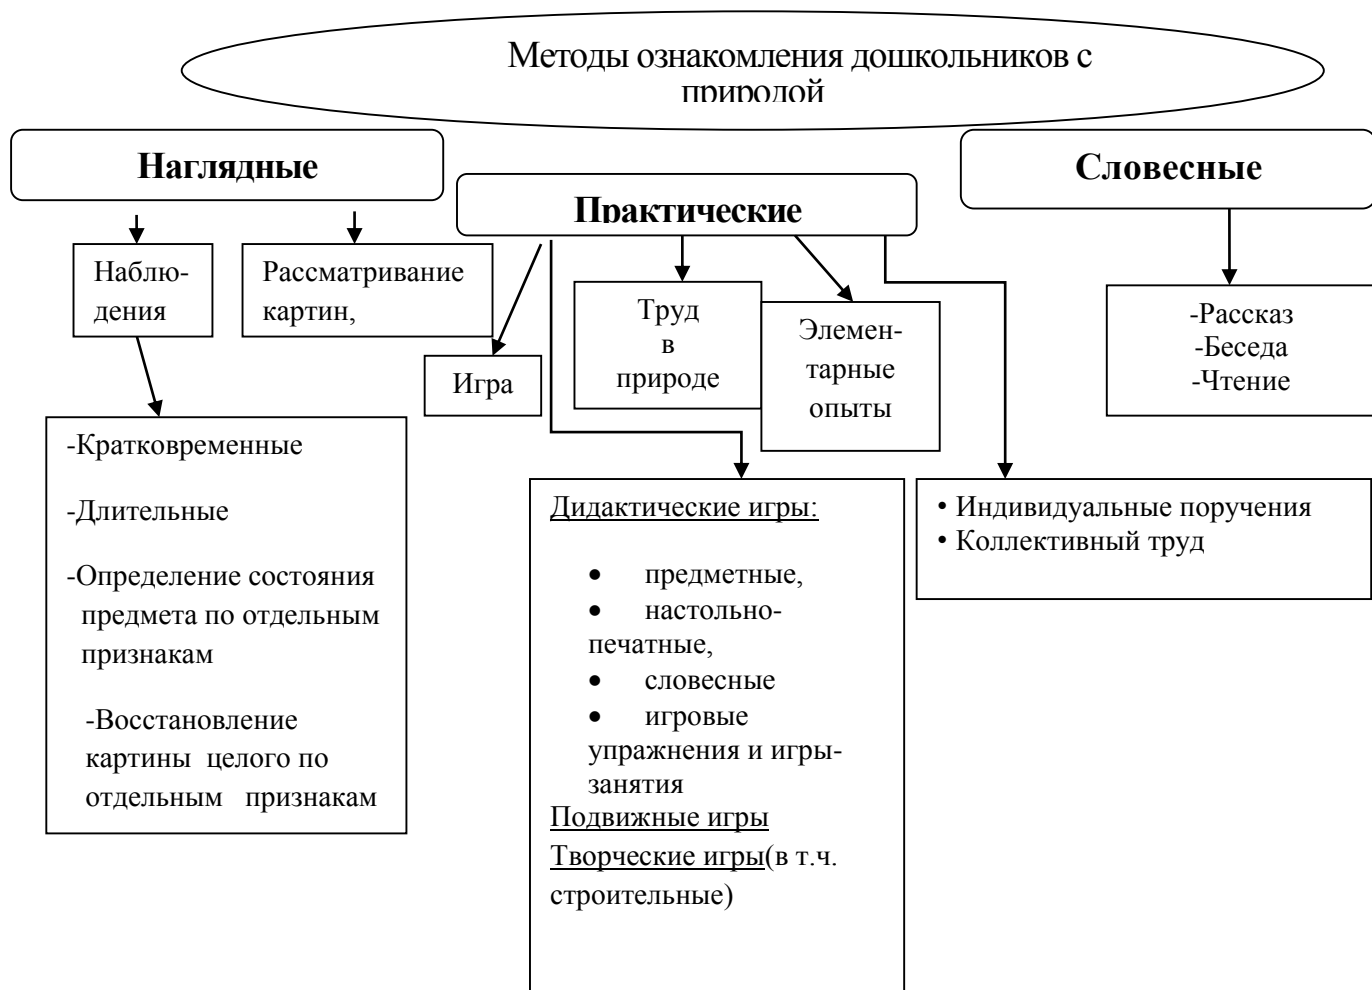 Методы ознакомления дошкольников с
природой
Наглядные
Словесные
Практические
Наблю-
дения
Рассматривание
картин,
Игра
Труд
в
природе
Элемен-
тарные
опыты
-Рассказ
-Беседа
-Чтение
-Кратковременные
-Длительные
-Определение состояния
предмета по отдельным
признакам
-Восстановление
картины целого по
отдельным признакам
Дидактические игры:
• предметные,
• настольно-
печатные,
• словесные
• игровые
упражнения и игры-
занятия
Подвижные игры
Творческие игры(в т.ч.
строительные)
• Индивидуальные поручения
• Коллективный труд